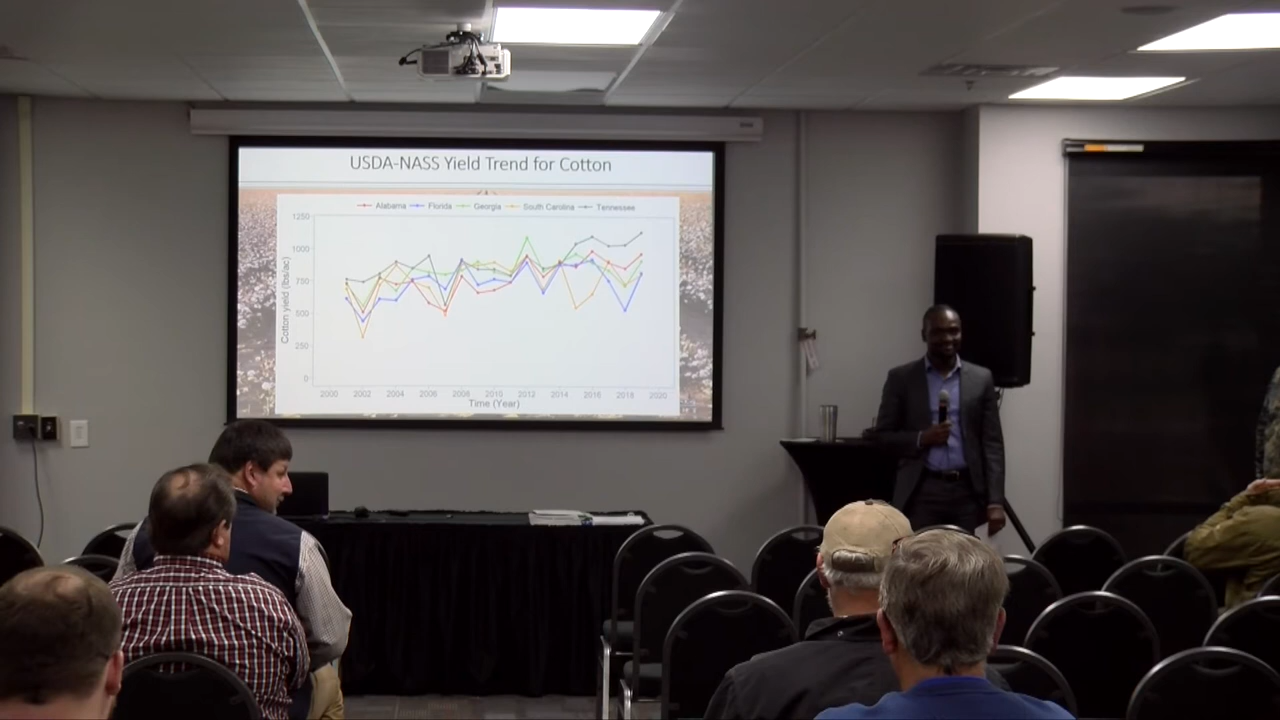 USDA-NASS Yield Trend for Cotton
Alabama Florida Georgia South Carolina Tennessee
1250
1000
750
500
250
0
Cotton yield (lbs/ac)
2000 2002 2004 2006 2008 2010 2012 2014 2016 2018 2020
Time (Year)